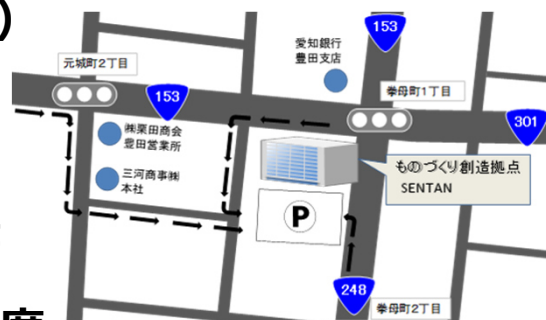 )
153
愛知銀行
豊田支店
元城町2丁目
挙母町1丁目
153
301
㈱栗田商会
豊田営業所
ものづくり創造拠点
SENTAN
三河商事㈱
本社
P
248
挙母町2丁目